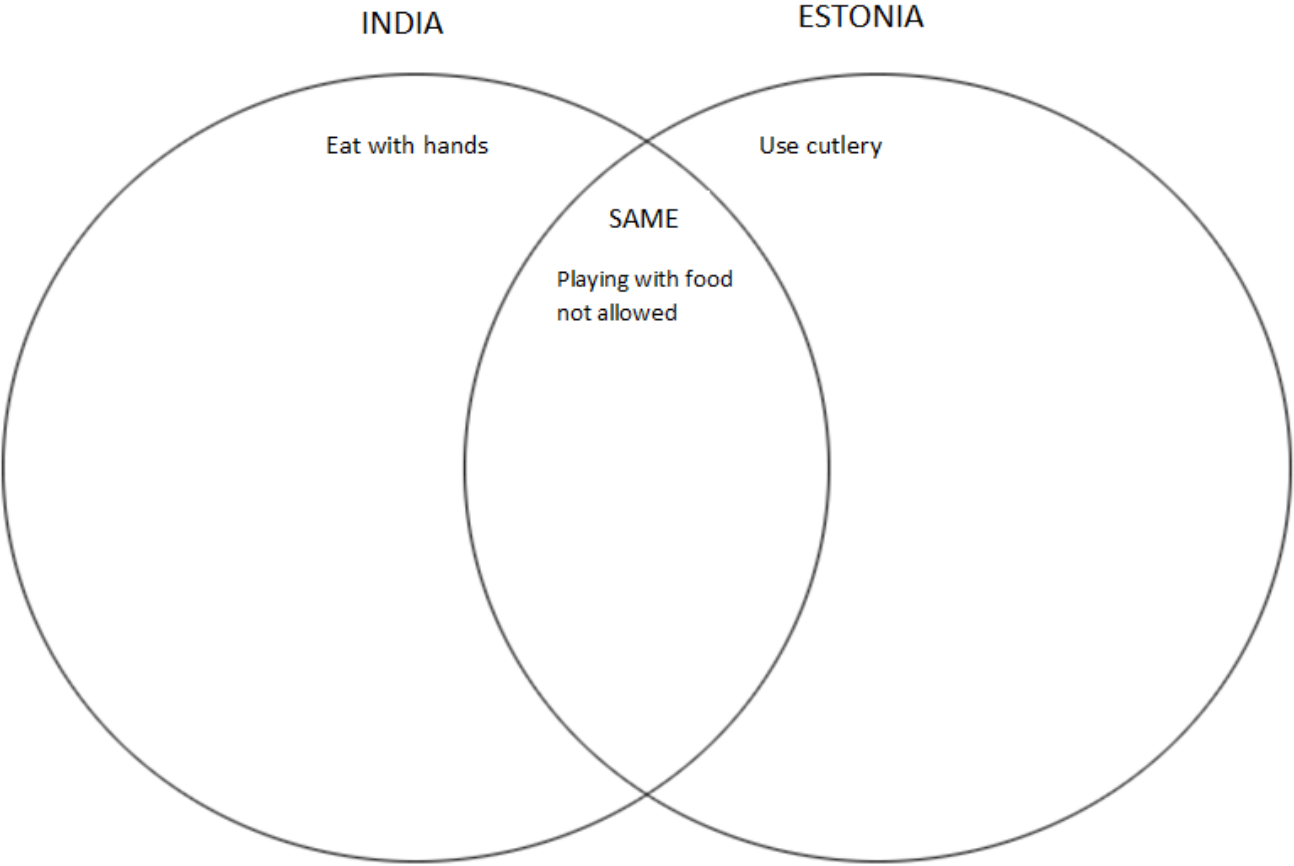 INDIA
ESTONIA
Eat with hands
Use cutlery
SAME
Playing with food
not allowed